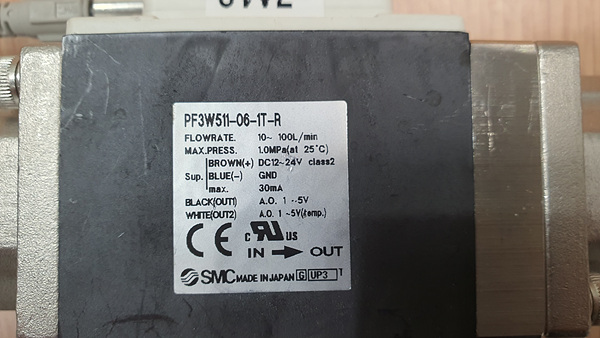 PF3W511-06-1T-R
FLOWRATE. 10~ 100L/min
MAX.PRESS. 1.0MPa(at 25°C)
Sup. BROWN(+) DC12~24V class2
BLUE(-) GND
max. 30mA
BLACK(OUT1) A.O. 1 ~5V
WHITE(OUT2) A.O. 1 ~5V(temp.)
CE c RU US
IN → OUT
SMC MADE IN JAPAN G UP3 T